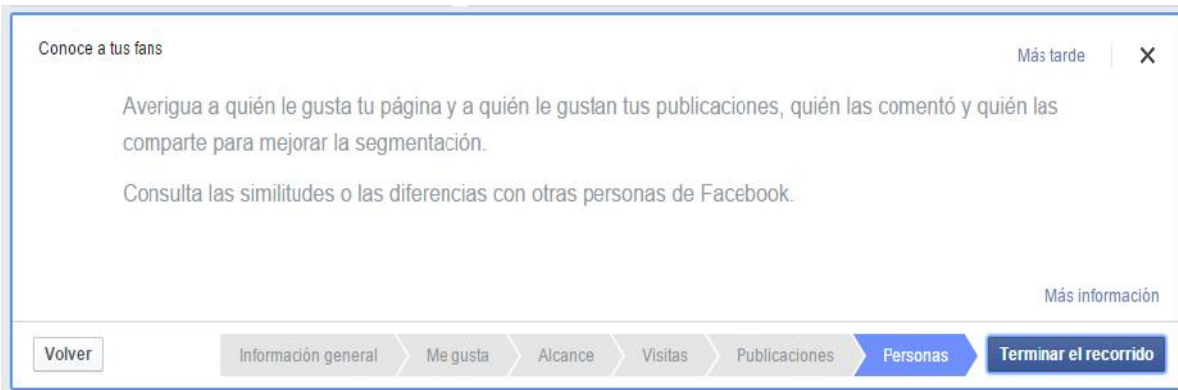 Conoce a tus fans
Más tarde
Averigua a quién le gusta tu página y a quién le gustan tus publicaciones, quién las comentó y quién las
comparte para mejorar la segmentación.
Consulta las similitudes o las diferencias con otras personas de Facebook.
Más información
Volver
Información general
Me gusta
Alcance
Visitas
Publicaciones
Personas
Terminar el recorrido